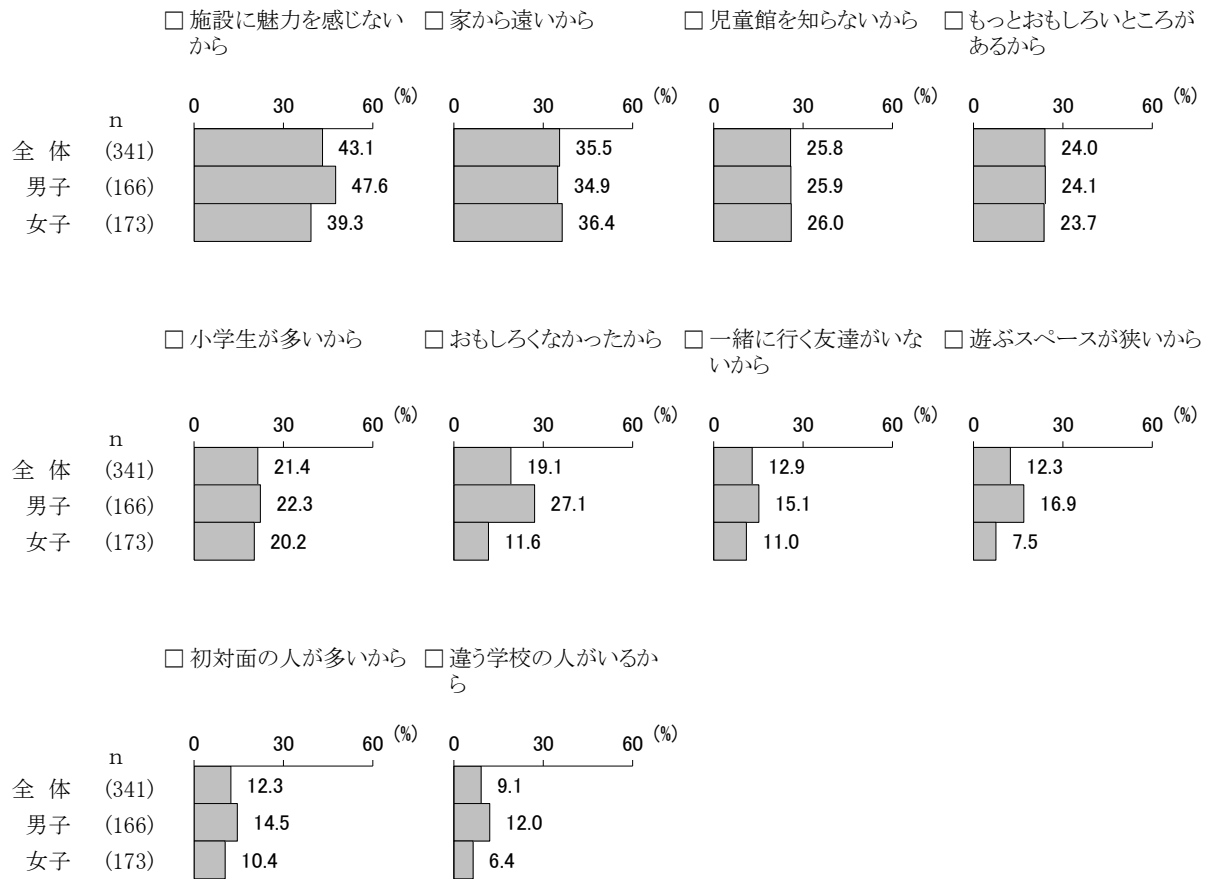 □ 施設に魅力を感じない
から
□ 家から遠いから
□ 児童館を知らないから
□ もっとおもしろいところが
あるから
0 30 60 (%)
0 30 60 (%)
0 30 60 (%)
0 30 60 (%)
n
全 体 (341) 43.1 35.5 25.8 24.0
男子 (166) 47.6 34.9 25.9 24.1
女子 (173) 39.3 36.4 26.0 23.7
□ 小学生が多いから
□ おもしろくなかったから
□ 一緒に行く友達がいな
いから
□ 遊ぶスペースが狭いから
0 30 60 (%)
0 30 60 (%)
0 30 60 (%)
0 30 60 (%)
n
全 体 (341) 21.4 19.1 12.9 12.3
男子 (166) 22.3 27.1 15.1 16.9
女子 (173) 20.2 11.6 11.0 7.5
□ 初対面の人が多いから
□ 違う学校の人がいるか
ら
0 30 60 (%)
0 30 60 (%)
n
全 体 (341) 12.3 9.1
男子 (166) 14.5 12.0
女子 (173) 10.4 6.4